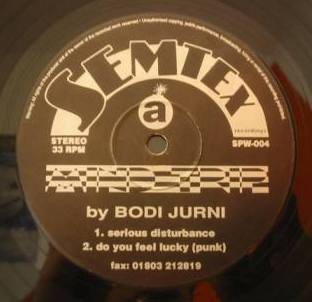 SEMTEX
recordings
a
STEREO
33 RPM
SPW-004
MINDSTRIP
by BODI JURNI
1. serious disturbance
2. do you feel lucky (punk)
fax: 01803 212819